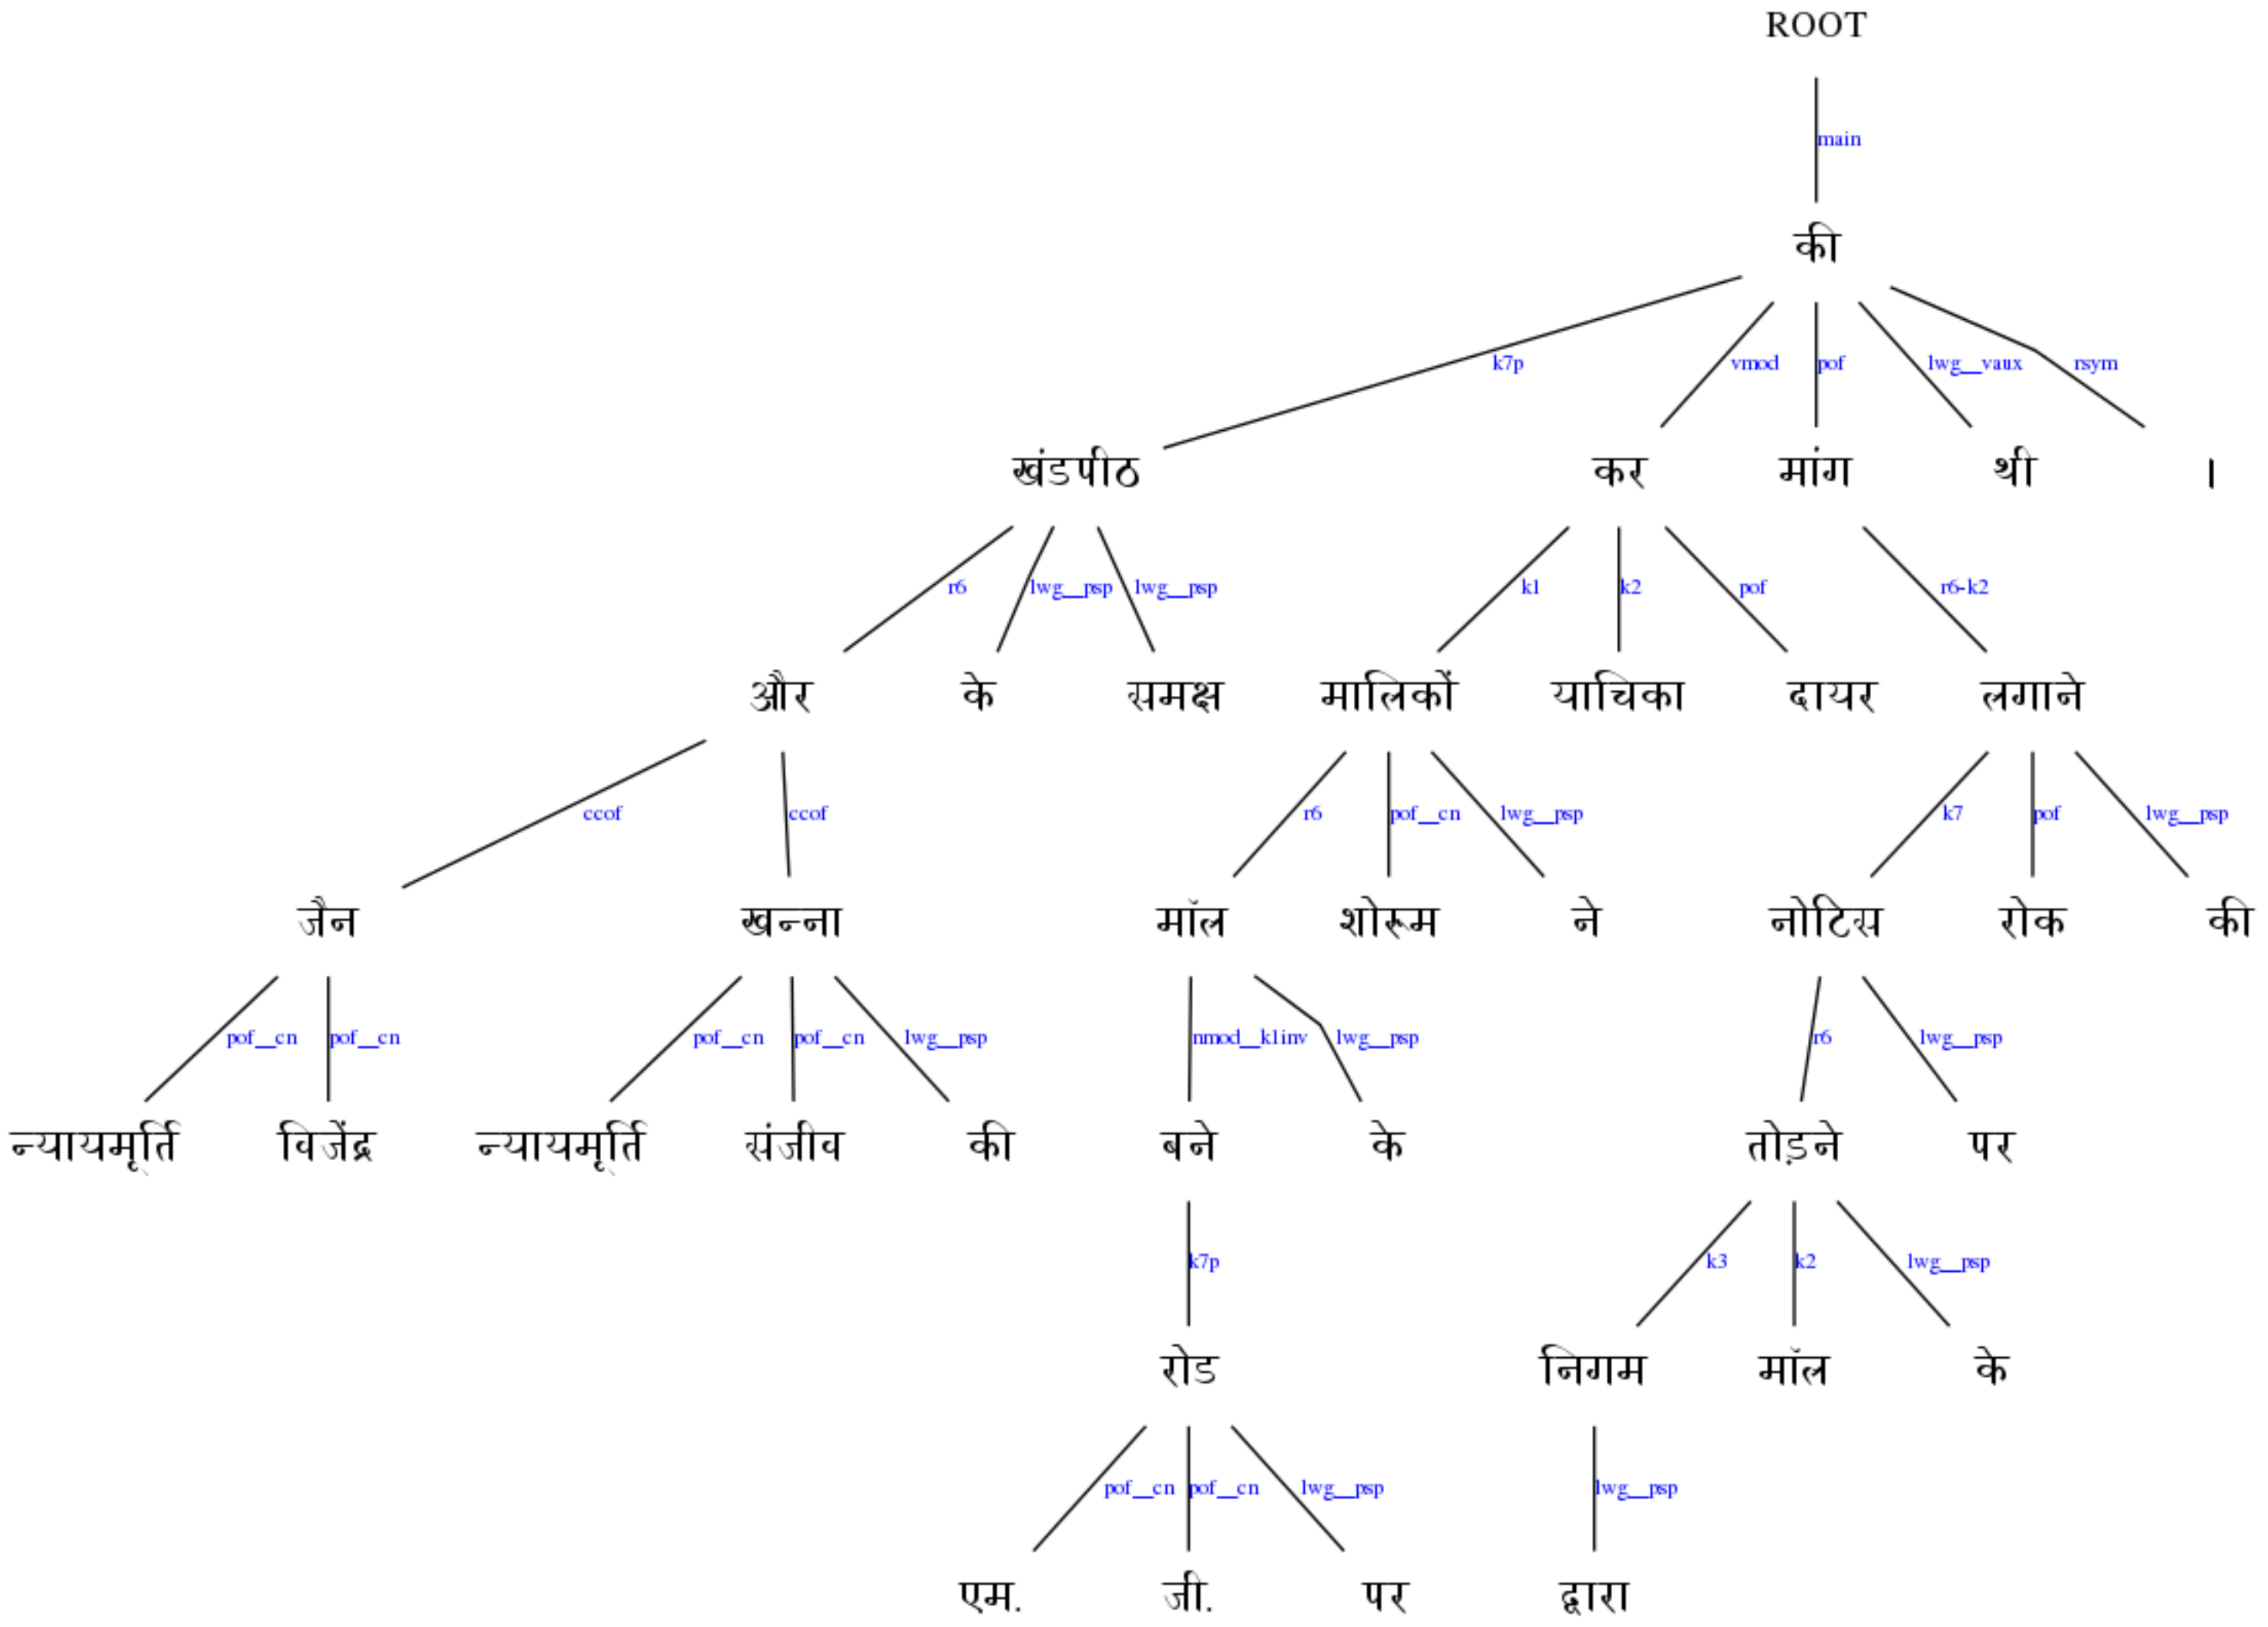 ROOT
main
की
k7p vmod pof lwg__vaux rsym
खंडपीठ कर मांग थी ।
r6 lwg__psp lwg__psp k1 k2 pof r6-k2
और के समक्ष मालिकों याचिका दायर लगाने
ccof ccof r6 pof__cn lwg__psp k7 pof lwg__psp
जैन खन्ना मॉल शोरूम ने नोटिस रोक की
pof__cn pof__cn pof__cn pof__cn lwg__psp nmod__k1inv lwg__psp r6 lwg__psp
न्यायमूर्ति विजेंद्र न्यायमूर्ति संजीव की बने के तोड़ने पर
k7p k3 k2 lwg__psp
रोड निगम मॉल के
pof__cn pof__cn lwg__psp lwg__psp
एम. जी. पर द्वारा